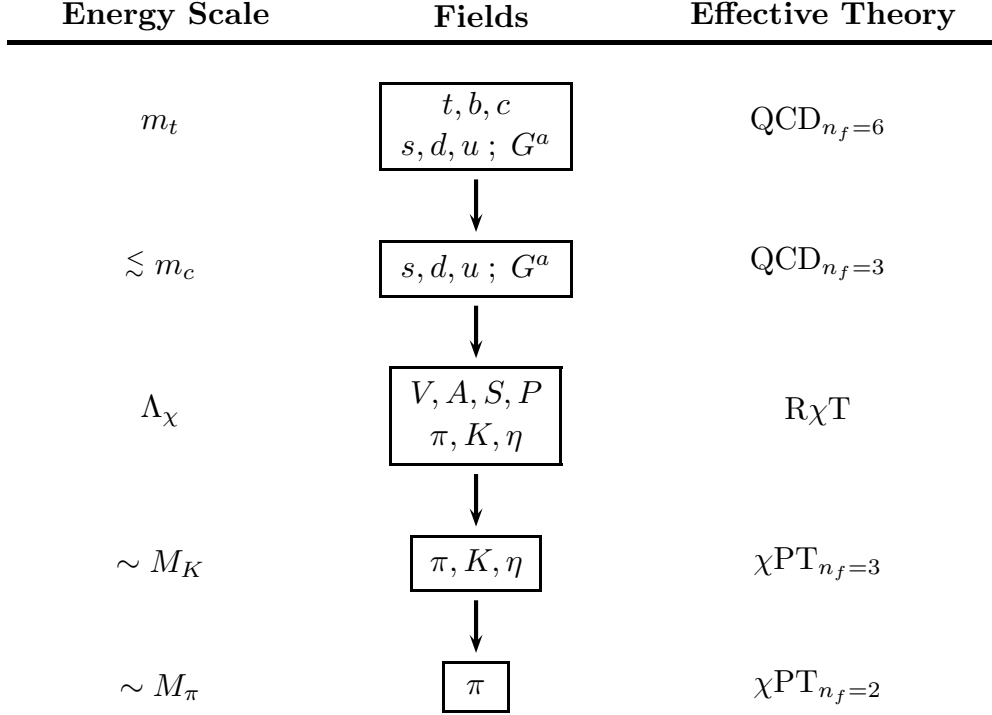 Energy Scale Fields Effective Theory
m_t t, b, c QCD_{n_f=6}
s, d, u ; G^a
≲ m_c s, d, u ; G^a QCD_{n_f=3}
Λ_χ V, A, S, P RχT
π, K, η
∼ M_K π, K, η χPT_{n_f=3}
∼ M_π π χPT_{n_f=2}